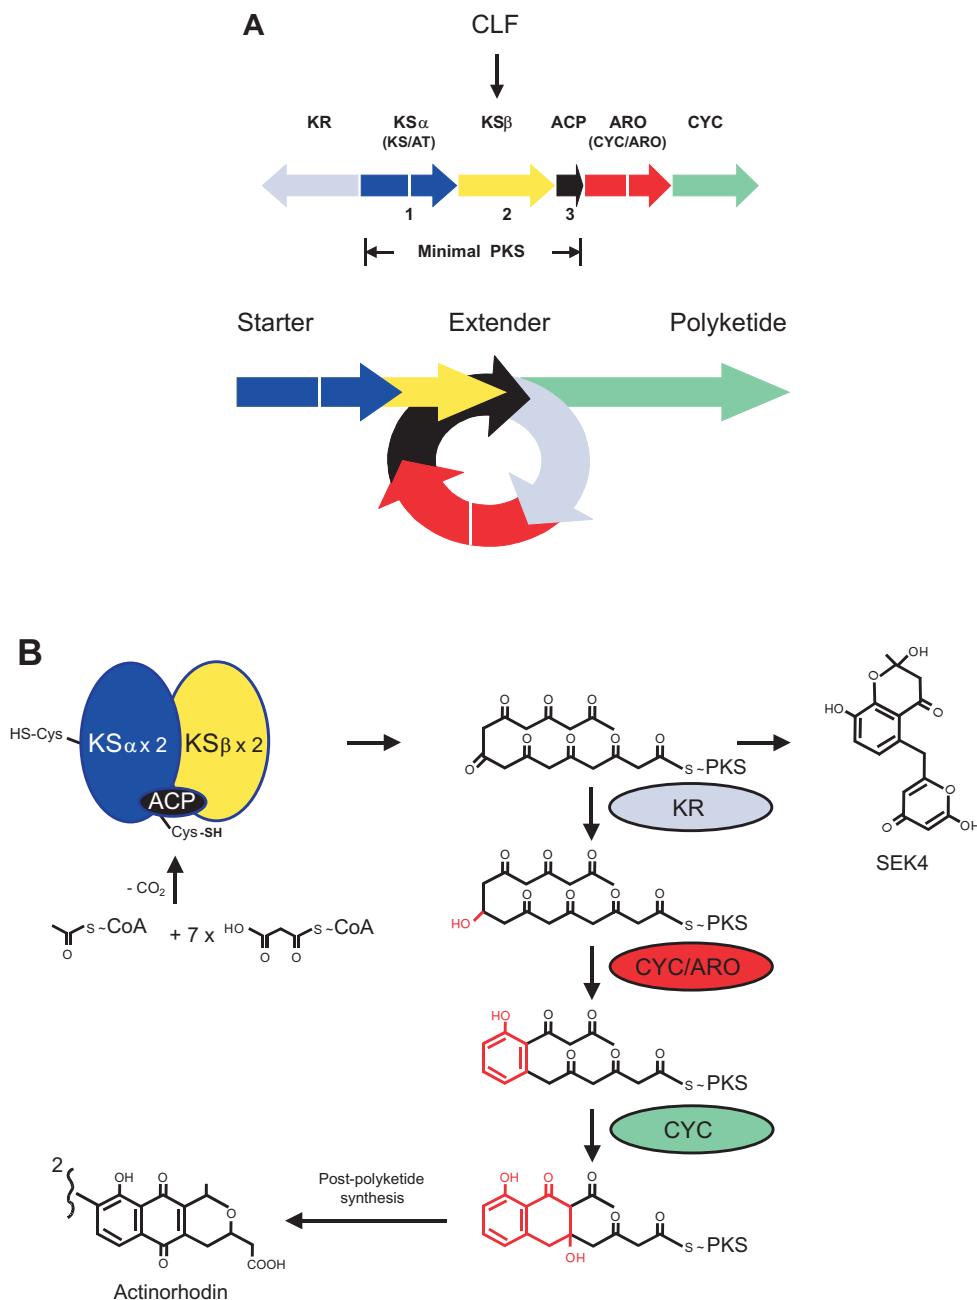 A
CLF
KR KSα KSβ ACP ARO CYC
(KS/AT) (CYC/ARO)
1 2 3
Minimal PKS
Starter Extender Polyketide
B
HS-Cys
KSα x 2 KSβ x 2
ACP
Cys -SH
- CO2
S ~ CoA
O
+ 7 x
HO S ~ CoA
O O
O O O
O O O O
O
S ~ PKS
KR
OH
O
HO
O
O
O
OH
SEK4
O O O
O O O O
HO
S ~ PKS
CYC/ARO
HO O O
O O O
S ~ PKS
CYC
OH O O
O O
OH
S ~ PKS
Post-polyketide
synthesis
2
OH O
O
O
COOH
Actinorhodin